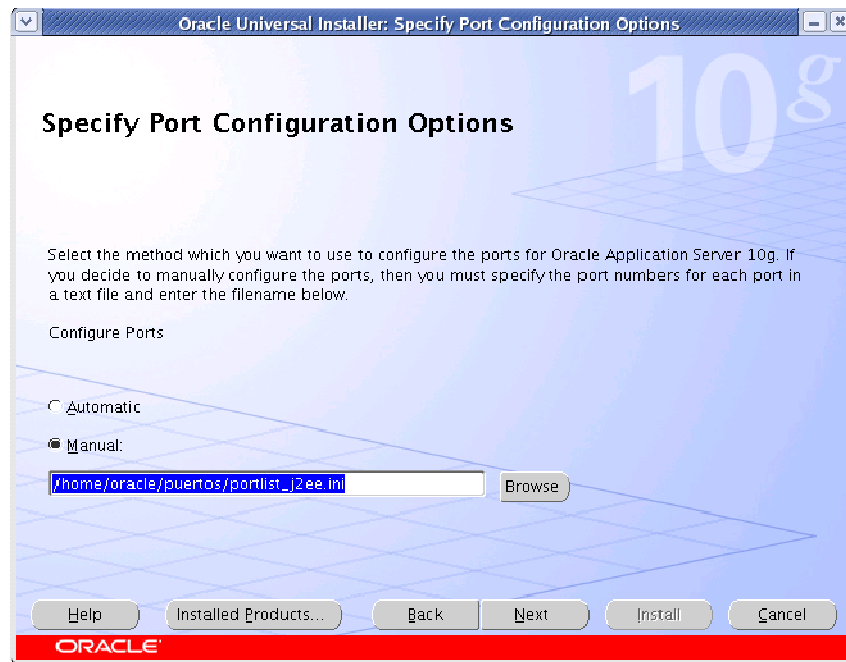 Oracle Universal Installer: Specify Port Configuration Options
10g
Specify Port Configuration Options
Select the method which you want to use to configure the ports for Oracle Application Server 10g. If
you decide to manually configure the ports, then you must specify the port numbers for each port in
a text file and enter the filename below.
Configure Ports
Automatic
Manual:
/home/oracle/puertos/portlist_j2ee.ini
Browse
Help Installed Products... Back Next Install Cancel
ORACLE